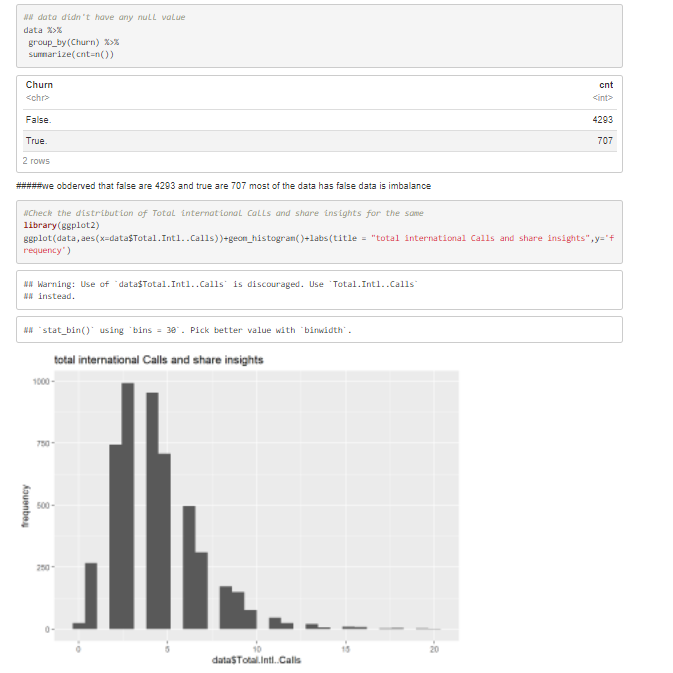 ## data didn't have any null value
data %>%
group_by(Churn) %>%
summarize(cnt=n())
Churn cnt
<chr> <int>
False. 4293
True. 707
2 rows
#####we obderved that false are 4293 and true are 707 most of the data has false data is imbalance
#Check the distribution of Total international Calls and share insights for the same
library(ggplot2)
ggplot(data,aes(x=data$Total.Intl..Calls))+geom_histogram()+labs(title = "total international Calls and share insights",y='f
requency')
## Warning: Use of `data$Total.Intl..Calls` is discouraged. Use `Total.Intl..Calls`
## instead.
## `stat_bin()` using `bins = 30`. Pick better value with `binwidth`.
total international Calls and share insights
1000
750
500
250
0
frequency
0 5 10 15 20
data$Total.Intl..Calls